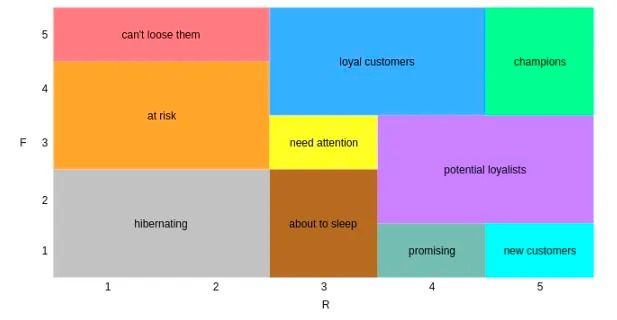 5
can't loose them
loyal customers
champions
4
at risk
F
3
need attention
potential loyalists
2
hibernating
about to sleep
1
promising
new customers
1
2
3
4
5
R